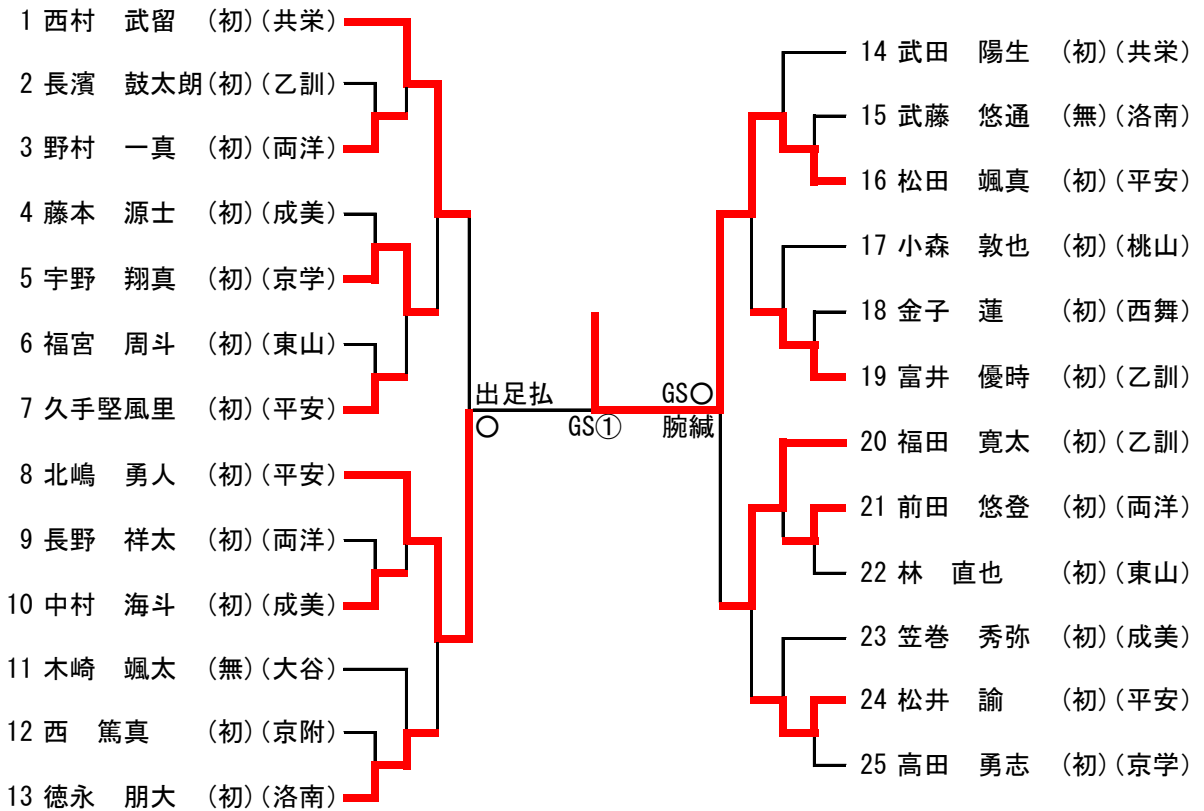 1 西村　武留　(初)(共栄)
2 長濱　鼓太朗(初)(乙訓)
3 野村　一真　(初)(両洋)
4 藤本　源士　(初)(成美)
5 宇野　翔真　(初)(京学)
6 福宮　周斗　(初)(東山)
7 久手堅風里　(初)(平安)
8 北嶋　勇人　(初)(平安)
9 長野　祥太　(初)(両洋)
10 中村　海斗　(初)(成美)
11 木崎　颯太　(無)(大谷)
12 西　篤真　(初)(京附)
13 徳永　朋大　(初)(洛南)
出足払
○
GS①
GS○
腕緘
14 武田　陽生　(初)(共栄)
15 武藤　悠通　(無)(洛南)
16 松田　颯真　(初)(平安)
17 小森　敦也　(初)(桃山)
18 金子　蓮　(初)(西舞)
19 富井　優時　(初)(乙訓)
20 福田　寛太　(初)(乙訓)
21 前田　悠登　(初)(両洋)
22 林　直也　(初)(東山)
23 笠巻　秀弥　(初)(成美)
24 松井　諭　(初)(平安)
25 高田　勇志　(初)(京学)